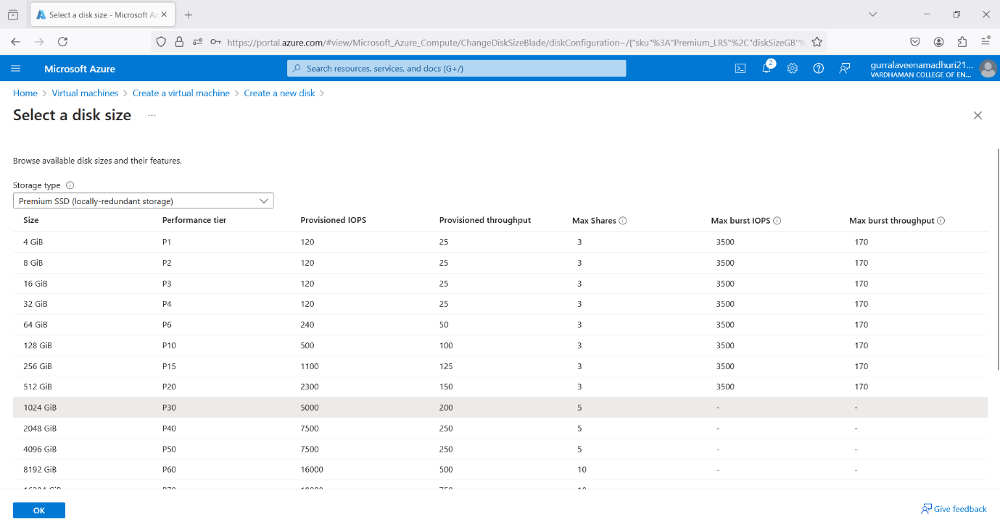 Select a disk size - Microsoft Az
https://portal.azure.com/#view/Microsoft_Azure_Compute/ChangeDiskSizeBlade/diskConfiguration~/{"sku"%3A"Premium_LRS"%2C"diskSizeGB"%
Microsoft Azure
Search resources, services, and docs (G+/)
2
gurralaveenamadhuri21...
VARDHAMAN COLLEGE OF EN...
Home > Virtual machines > Create a virtual machine > Create a new disk >
Select a disk size ...
Browse available disk sizes and their features.
Storage type
Premium SSD (locally-redundant storage)
Size Performance tier Provisioned IOPS Provisioned throughput Max Shares Max burst IOPS Max burst throughput
4 GiB P1 120 25 3 3500 170
8 GiB P2 120 25 3 3500 170
16 GiB P3 120 25 3 3500 170
32 GiB P4 120 25 3 3500 170
64 GiB P6 240 50 3 3500 170
128 GiB P10 500 100 3 3500 170
256 GiB P15 1100 125 3 3500 170
512 GiB P20 2300 150 3 3500 170
1024 GiB P30 5000 200 5 - -
2048 GiB P40 7500 250 5 - -
4096 GiB P50 7500 250 5 - -
8192 GiB P60 16000 500 10 - -
OK
Give feedback